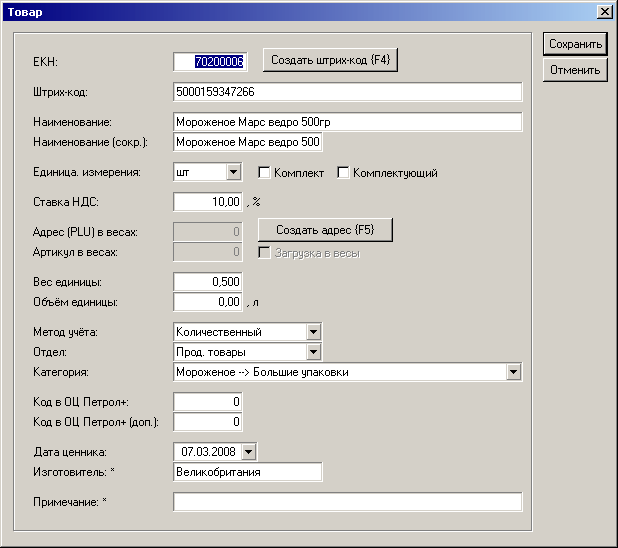 Товар
Сохранить
Отменить
ЕКН: 70200006 Создать штрих-код {F4}
Штрих-код: 5000159347266
Наименование: Мороженое Марс ведро 500гр
Наименование (сокр.): Мороженое Марс ведро 500
Единица. измерения: шт Комплект Комплектующий
Ставка НДС: 10,00 , %
Адрес (PLU) в весах: 0 Создать адрес {F5}
Артикул в весах: 0 Загрузка в весы
Вес единицы: 0,500
Объём единицы: 0,00 , л
Метод учёта: Количественный
Отдел: Прод. товары
Категория: Мороженое --> Большие упаковки
Код в ОЦ Петрол+: 0
Код в ОЦ Петрол+ (доп.): 0
Дата ценника: 07.03.2008
Изготовитель: * Великобритания
Примечание: *